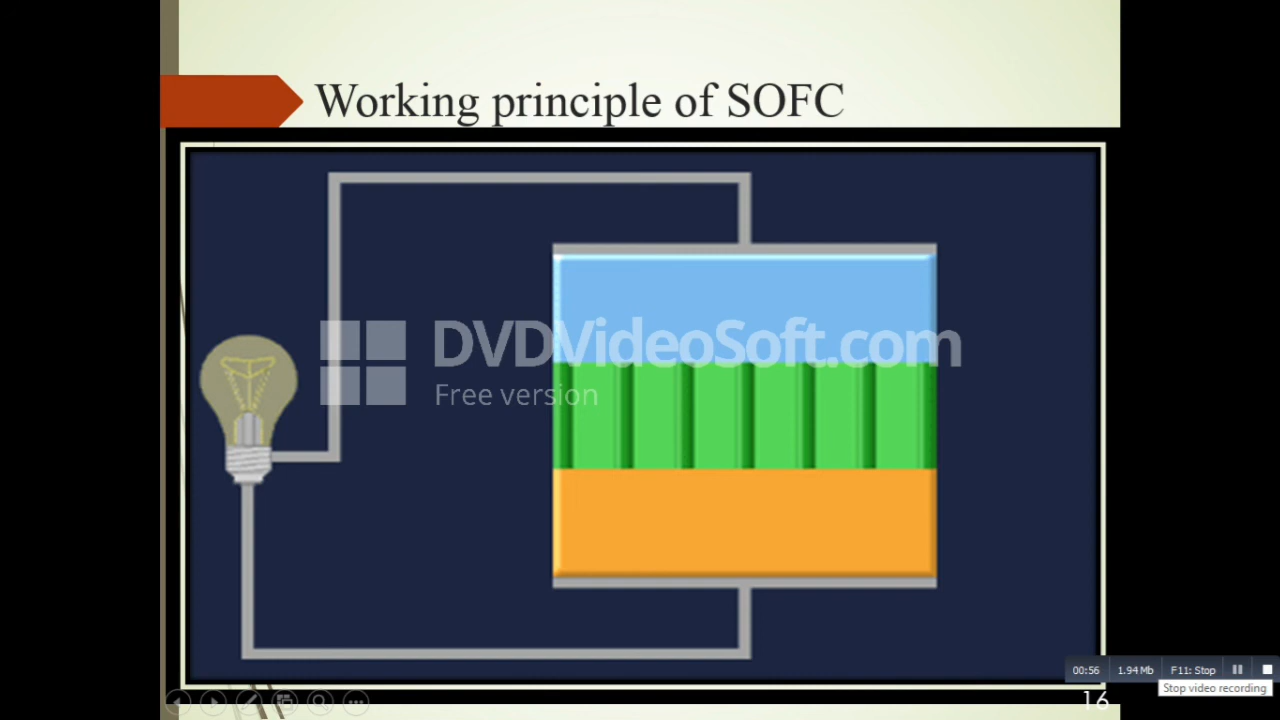 Working principle of SOFC
DVDVideoSoft.com
Free version
00:56 1.94 Mb F11: Stop
Stop video recording
16